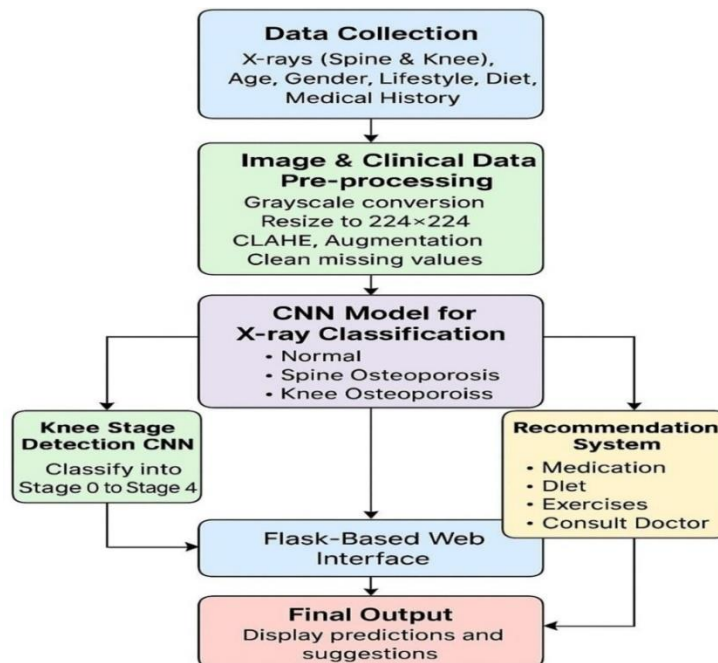 Data Collection
X-rays (Spine & Knee),
Age, Gender, Lifestyle, Diet,
Medical History
Image & Clinical Data
Pre-processing
Grayscale conversion
Resize to 224×224
CLAHE, Augmentation
Clean missing values
CNN Model for
X-ray Classification
• Normal
• Spine Osteoporosis
• Knee Osteoporoiss
Knee Stage
Detection CNN
Classify into
Stage 0 to Stage 4
Recommendation
System
• Medication
• Dlet
• Exercises
• Consult Doctor
Flask-Based Web
Interface
Final Output
Display predictions and
suggestions